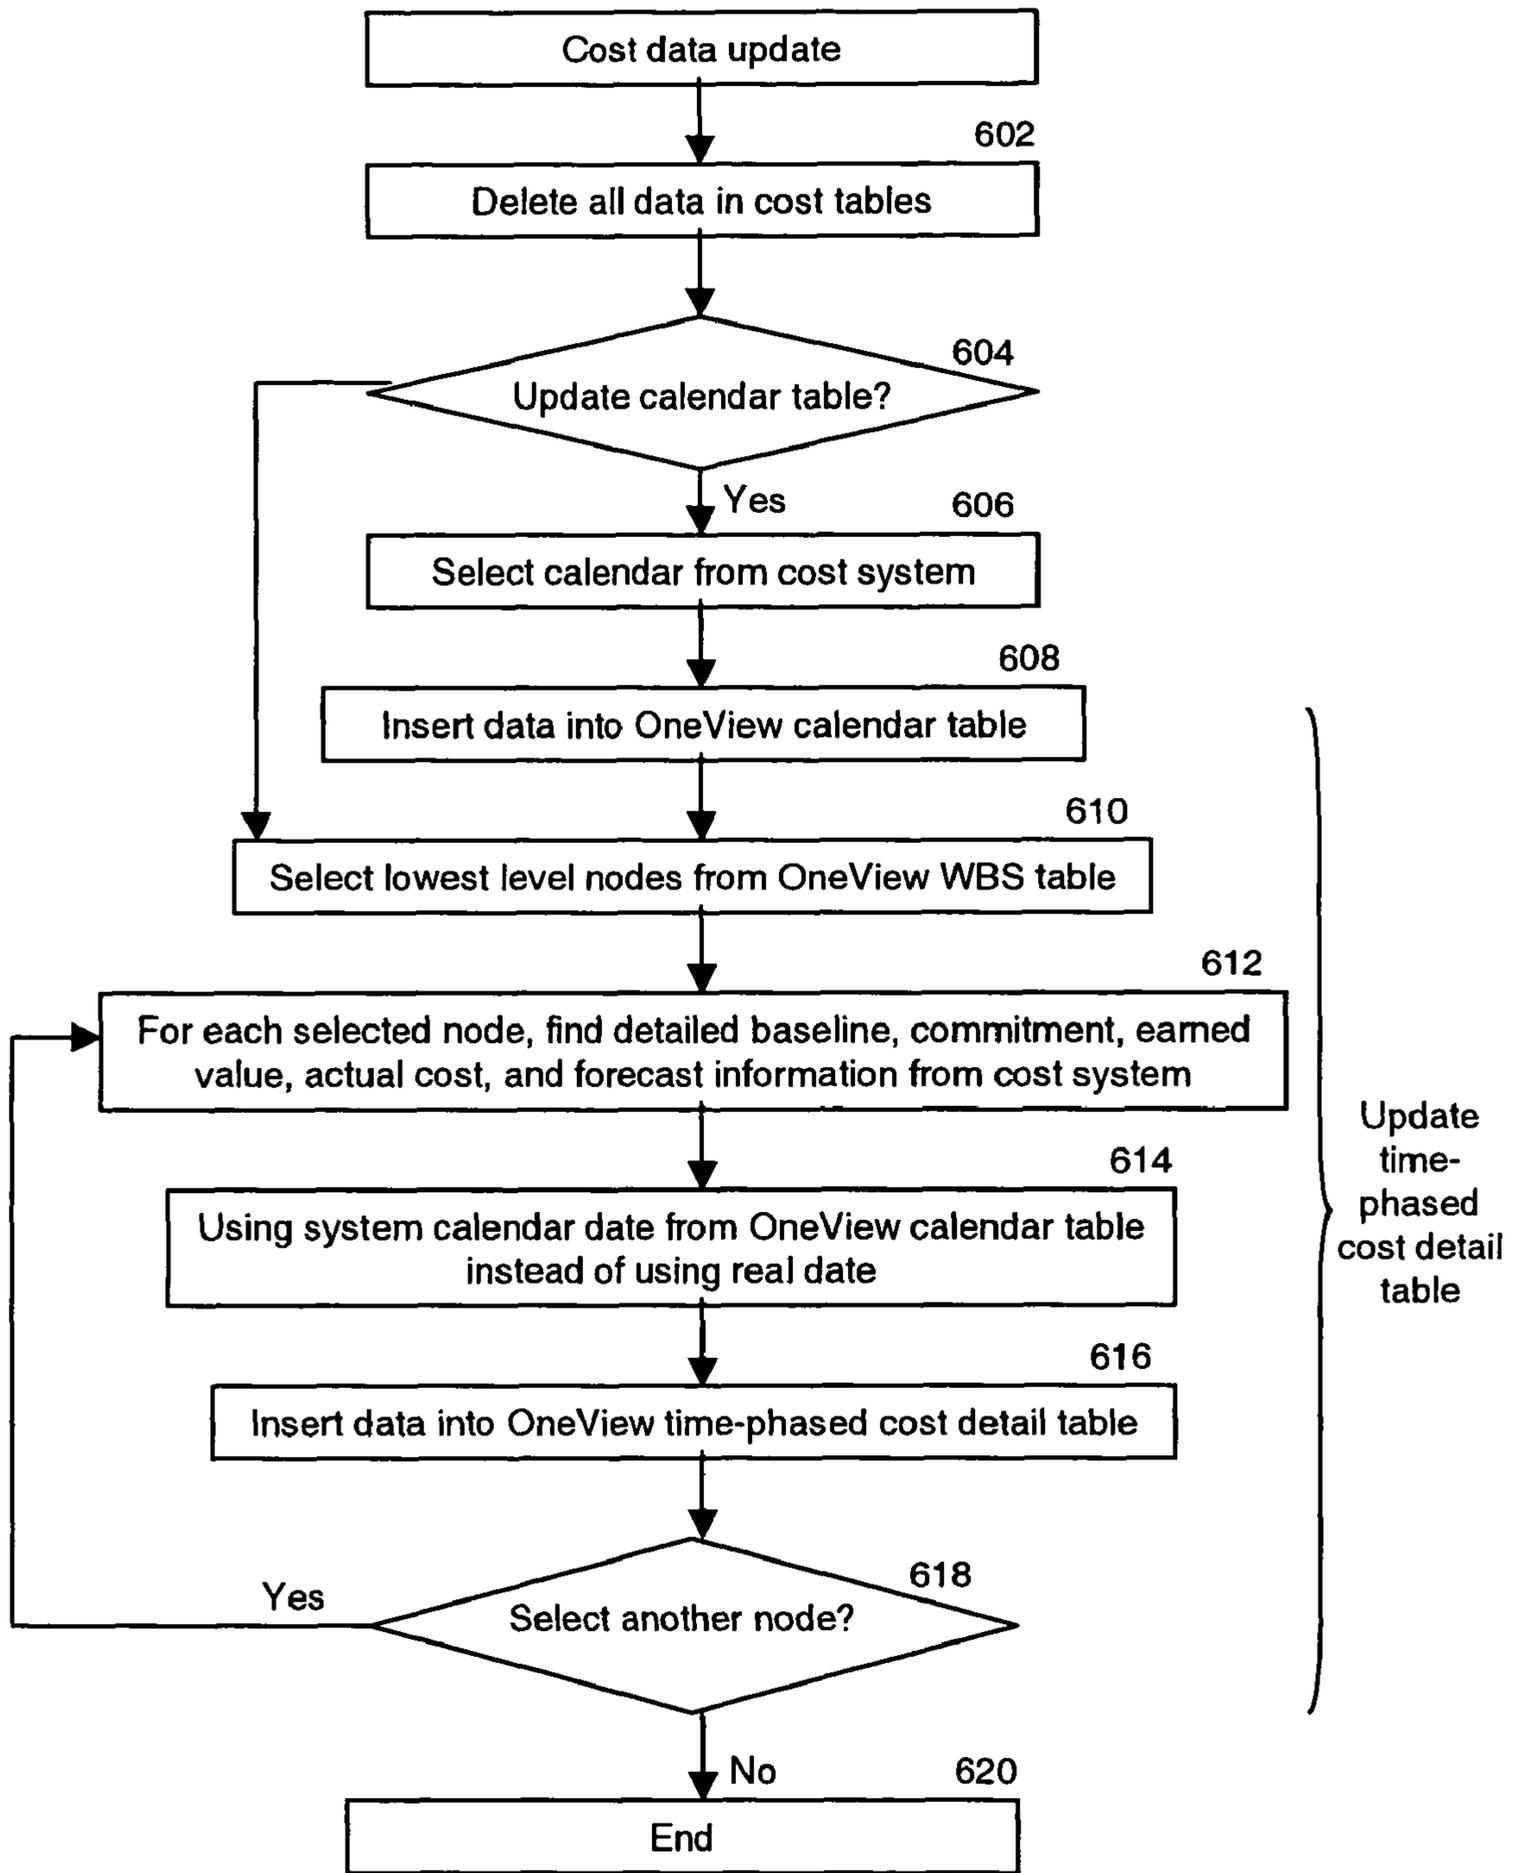 Cost data update
602
Delete all data in cost tables
604
Update calendar table?
Yes
606
Select calendar from cost system
608
Insert data into OneView calendar table
610
Select lowest level nodes from OneView WBS table
612
For each selected node, find detailed baseline, commitment, earned
value, actual cost, and forecast information from cost system
614
Using system calendar date from OneView calendar table
instead of using real date
616
Insert data into OneView time-phased cost detail table
618
Select another node?
Yes
No
620
End
Update
time-
phased
cost detail
table